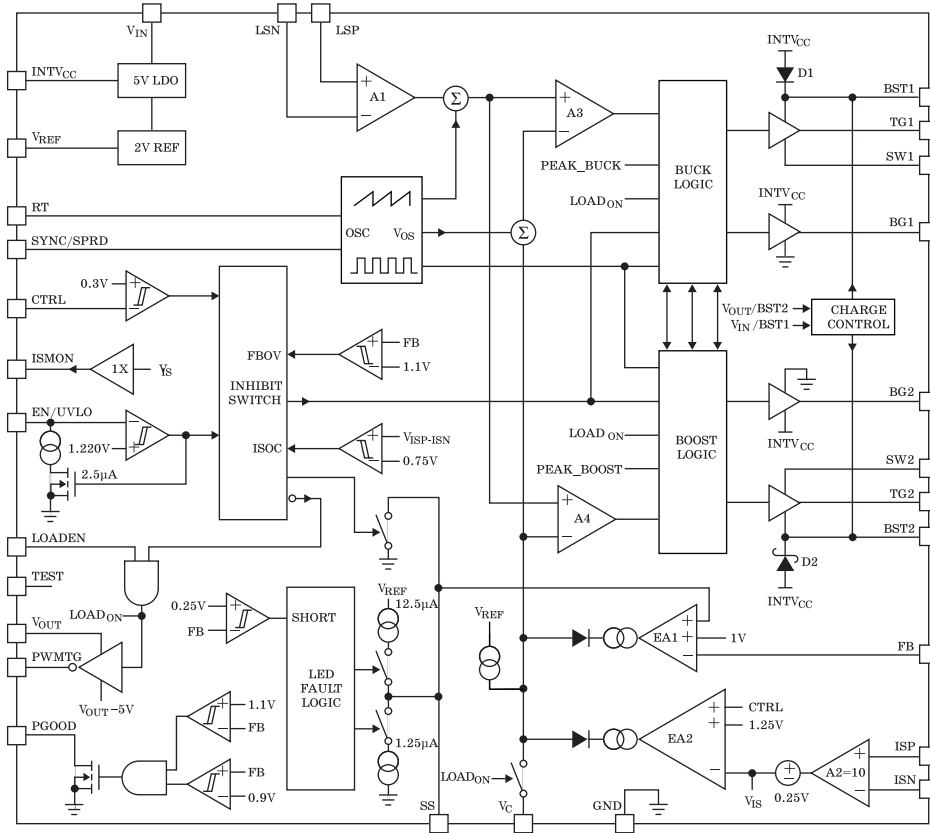 VIN
LSN
LSP
INTVCC
5V LDO
A1
Σ
A3
INTVCC
D1
BST1
VREF
2V REF
PEAK_BUCK
BUCK
LOGIC
TG1
SW1
RT
LOADON
INTVCC
OSC
VOS
Σ
BG1
SYNC/SPRD
0.3V
CTRL
VOUT/BST2
VIN/BST1
CHARGE
CONTROL
FBOV
FB
1.1V
ISMON
1X
VIS
INHIBIT
SWITCH
BG2
EN/UVLO
INTVCC
1.220V
ISOC
VISP-ISN
0.75V
LOAD ON
BOOST
LOGIC
PEAK_BOOST
SW2
2.5µA
TG2
A4
BST2
LOADEN
D2
TEST
INTVCC
LOADON
0.25V
FB
SHORT
VREF
12.5µA
VREF
EA1
1V
VOUT
FB
PWMTG
LED
FAULT
LOGIC
VOUT –5V
1.1V
FB
CTRL
1.25V
PGOOD
EA2
1.25µA
ISP
FB
0.9V
LOADON
A2=10
VIS
0.25V
ISN
SS
VC
GND